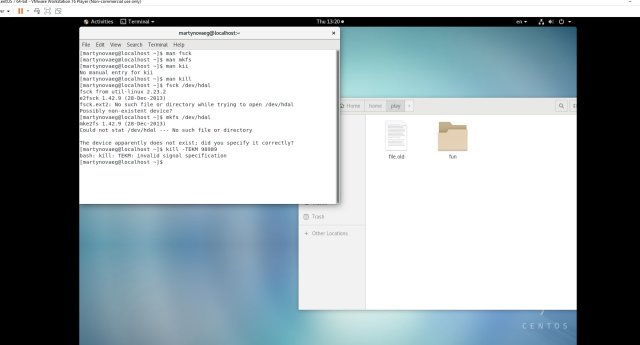 entOS 7 64-bit - VMware Workstation 16 Player (Non-commercial use only)
Activities Terminal Thu 13:20 en
martynovaeg@localhost:~
File Edit View Search Terminal Help
[martynovaeg@localhost ~]$ man fsck
[martynovaeg@localhost ~]$ man mkfs
[martynovaeg@localhost ~]$ man kii
No manual entry for kii
[martynovaeg@localhost ~]$ man kill
[martynovaeg@localhost ~]$ fsck /dev/hdal
fsck from util-linux 2.23.2
e2fsck 1.42.9 (28-Dec-2013)
fsck.ext2: No such file or directory while trying to open /dev/hdal
Possibly non-existent device?
[martynovaeg@localhost ~]$ mkfs /dev/hdal
mke2fs 1.42.9 (28-Dec-2013)
Could not stat /dev/hdal --- No such file or directory
The device apparently does not exist; did you specify it correctly?
[martynovaeg@localhost ~]$ kill -TEKM 98989
bash: kill: TEKM: invalid signal specification
[martynovaeg@localhost ~]$
Home home play
file.old fun
Trash
+ Other Locations
CENTOS